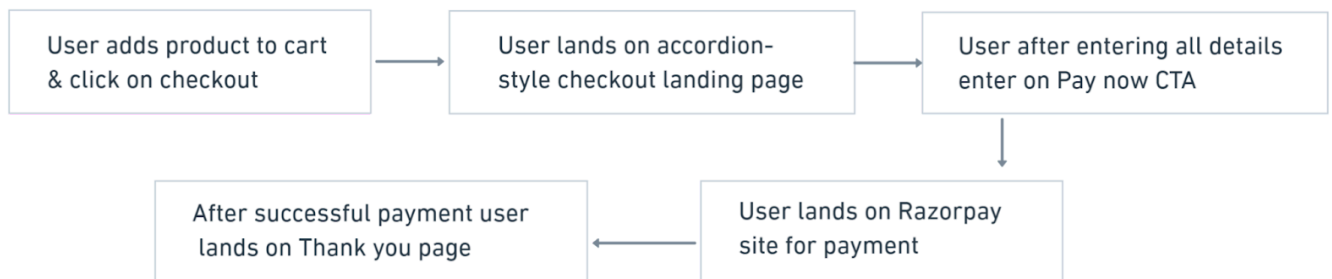 User adds product to cart
& click on checkout
User lands on accordion-
style checkout landing page
User after entering all details
enter on Pay now CTA
User lands on Razorpay
site for payment
After successful payment user
lands on Thank you page